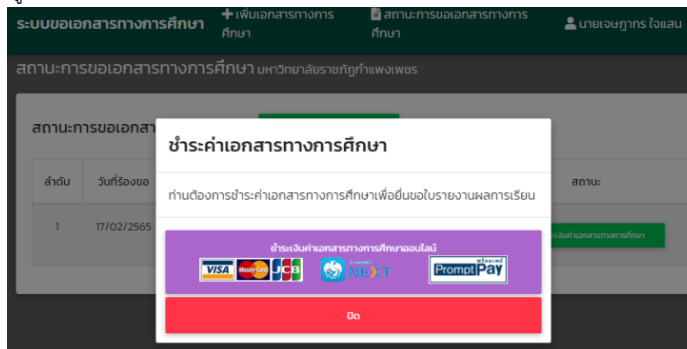 ระบบขอเอกสารทางการศึกษา
เพิ่มเอกสารทางการ
ศึกษา
สถานะการขอเอกสารทางการ
ศึกษา
นายเจษฎากร ใจแสน
สถานะการขอเอกสารทางการศึกษา มหาวิทยาลัยราชภัฏกำแพงเพชร
สถานะการขอเอกสา
ชำระค่าเอกสารทางการศึกษา
ลำดับ วันที่ร้องขอ สถานะ
ท่านต้องการชำระค่าเอกสารทางการศึกษาเพื่อยื่นขอใบรายงานผลการเรียน
1 17/02/2565
ชำระเงินค่าเอกสารทางการศึกษาออนไลน์
VISA MasterCard JCB NEXT PromptPay
ปิด